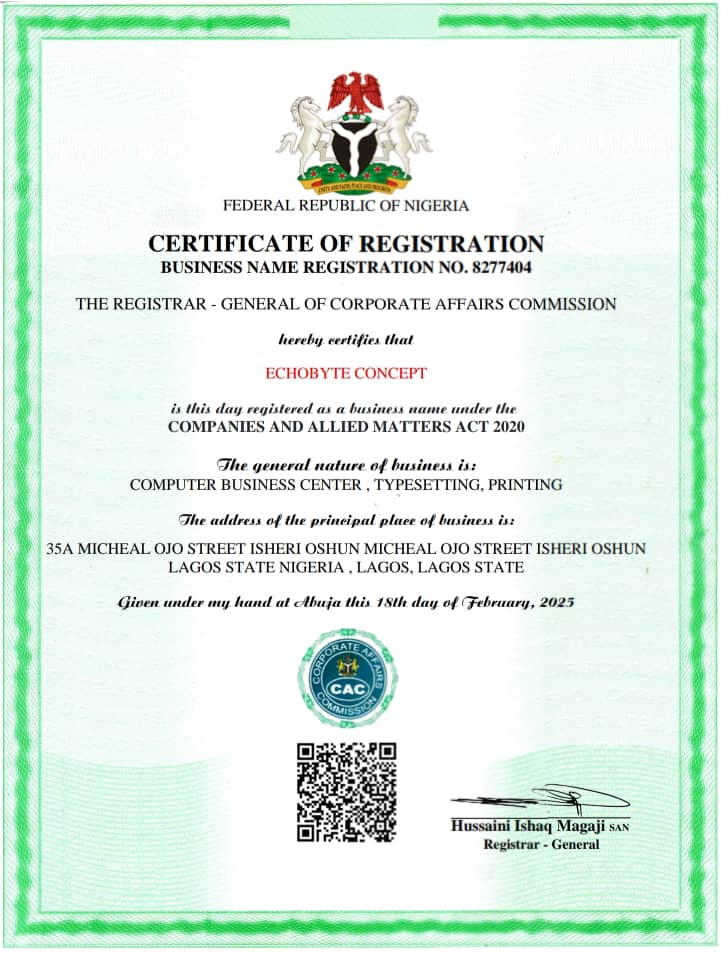 UNITY AND FAITH, PEACE AND PROGRESS
FEDERAL REPUBLIC OF NIGERIA
CERTIFICATE OF REGISTRATION
BUSINESS NAME REGISTRATION NO. 8277404
THE REGISTRAR - GENERAL OF CORPORATE AFFAIRS COMMISSION
hereby certifies that
ECHOBYTE CONCEPT
is this day registered as a business name under the
COMPANIES AND ALLIED MATTERS ACT 2020
The general nature of business is:
COMPUTER BUSINESS CENTER , TYPESETTING, PRINTING
The address of the principal place of business is:
35A MICHEAL OJO STREET ISHERI OSHUN MICHEAL OJO STREET ISHERI OSHUN
LAGOS STATE NIGERIA , LAGOS, LAGOS STATE
Given under my hand at Abuja this 18th day of February, 2025
CORPORATE AFFAIRS
CAC
COMMISSION
Hussaini Ishaq Magaji SAN
Registrar - General